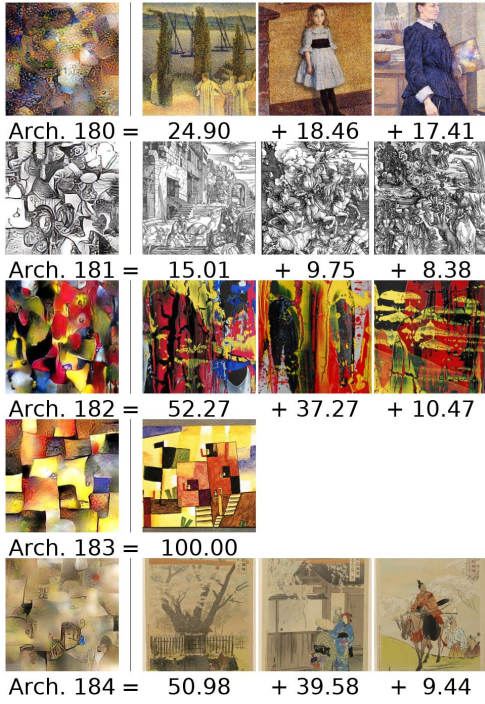 Arch. 180 = 24.90 + 18.46 + 17.41
Arch. 181 = 15.01 + 9.75 + 8.38
Arch. 182 = 52.27 + 37.27 + 10.47
Arch. 183 = 100.00
Arch. 184 = 50.98 + 39.58 + 9.44